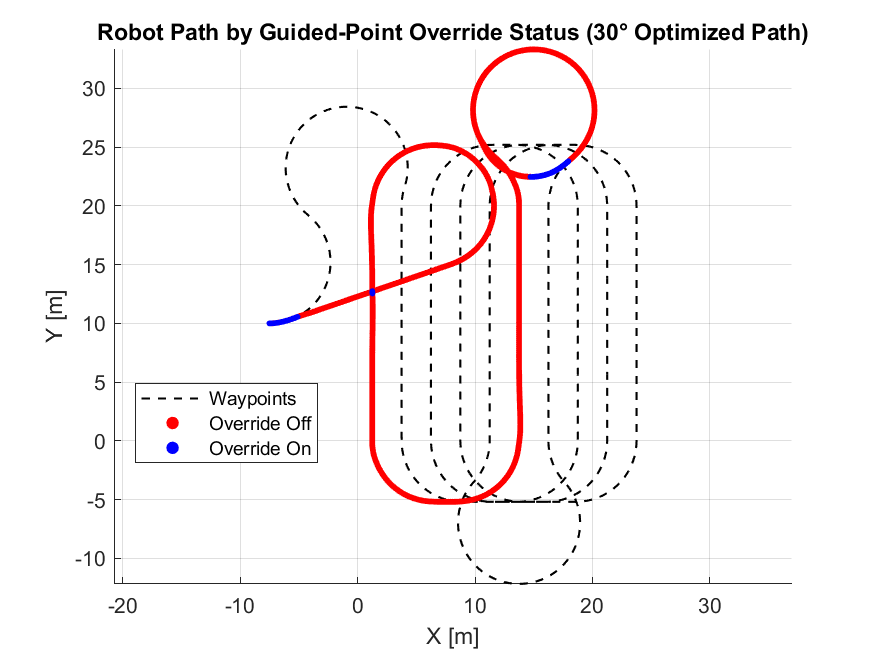 Robot Path by Guided-Point Override Status (30° Optimized Path)
30
25
20
15
10
5
0
-5
-10
Y [m]
Waypoints
Override Off
Override On
-20
-10
0
10
20
30
X [m]